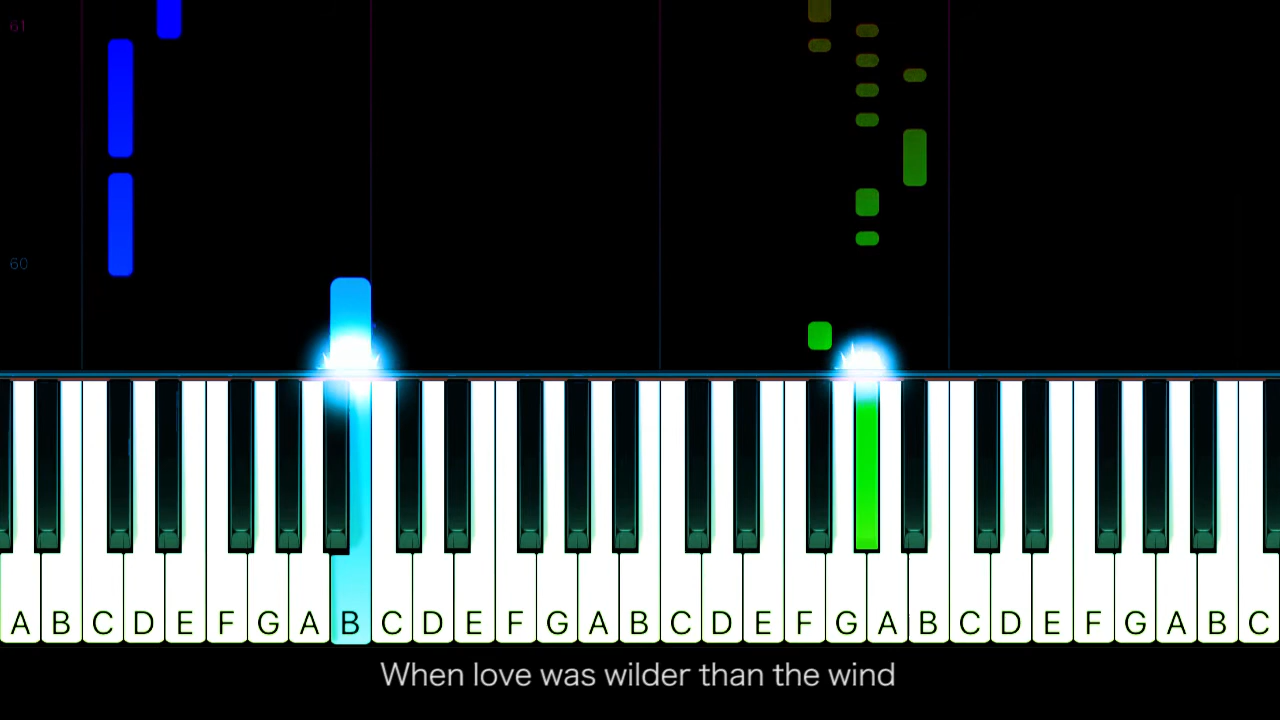 61
60
A B C D E F G A B C D E F G A B C D E F G A B C D E F G A B C
When love was wilder than the wind